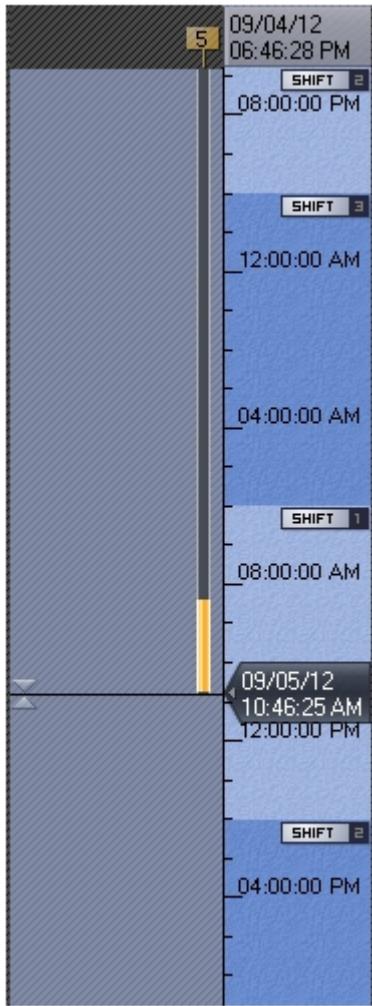 5
09/04/12
06:46:28 PM
SHIFT 2
08:00:00 PM
SHIFT 3
12:00:00 AM
04:00:00 AM
SHIFT 1
08:00:00 AM
09/05/12
10:46:25 AM
12:00:00 PM
SHIFT 2
04:00:00 PM